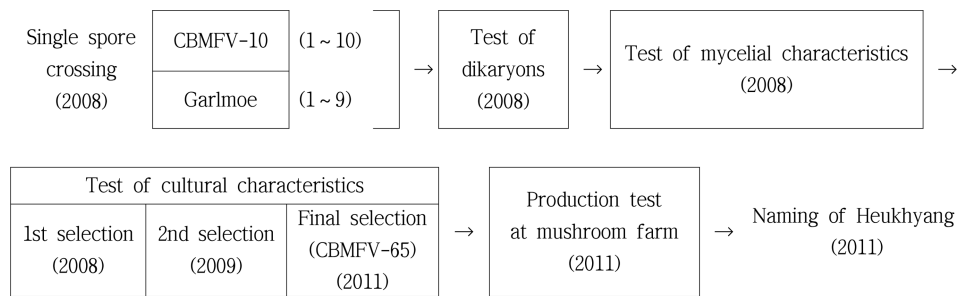 Single spore
crossing
(2008)
CBMFV-10
(1~10)
Garlmoe
(1~9)
→
Test of
dikaryons
(2008)
→
Test of mycelial characteristics
(2008)
→
Test of cultural characteristics
1st selection
(2008)
2nd selection
(2009)
Final selection
(CBMFV-65)
(2011)
→
Production test
at mushroom farm
(2011)
→
Naming of Heukhyang
(2011)